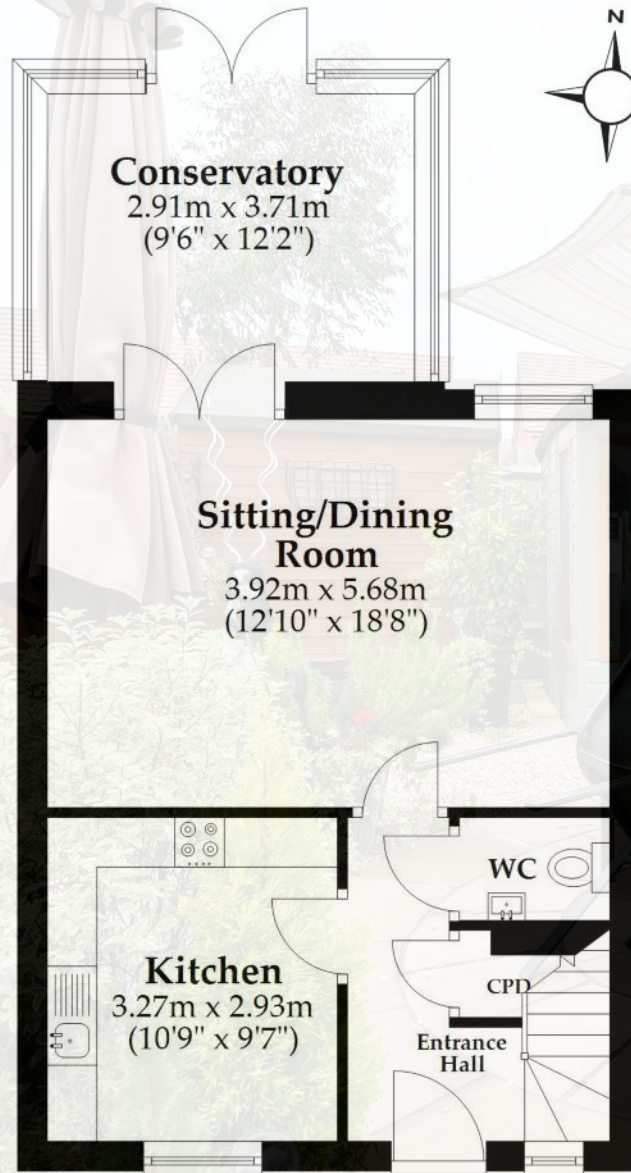 N
Conservatory
2.91m x 3.71m
(9'6" x 12'2")
Sitting/Dining
Room
3.92m x 5.68m
(12'10" x 18'8")
WC
Kitchen
3.27m x 2.93m
(10'9" x 9'7")
CPD
Entrance
Hall